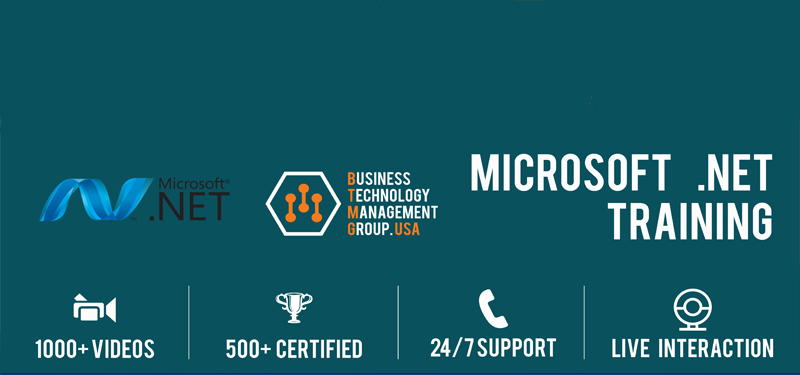 Microsoft®
.NET
BUSINESS
TECHNOLOGY
MANAGEMENT
GROUP.USA
MICROSOFT .NET
TRAINING
1000+ VIDEOS
500+ CERTIFIED
24/7 SUPPORT
LIVE INTERACTION